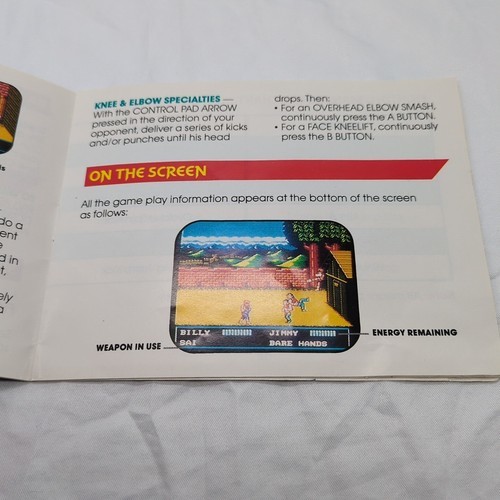 KNEE & ELBOW SPECIALTIES —
With the CONTROL PAD ARROW
pressed in the direction of your
opponent, deliver a series of kicks
and/or punches until his head
drops. Then:
• For an OVERHEAD ELBOW SMASH,
continuously press the A BUTTON.
• For a FACE KNEELIFT, continuously
press the B BUTTON.
ON THE SCREEN
All the game play information appears at the bottom of the screen
as follows:
BILLY JIMMY
SAI BARE HANDS
WEAPON IN USE
ENERGY REMAINING
do a
d in